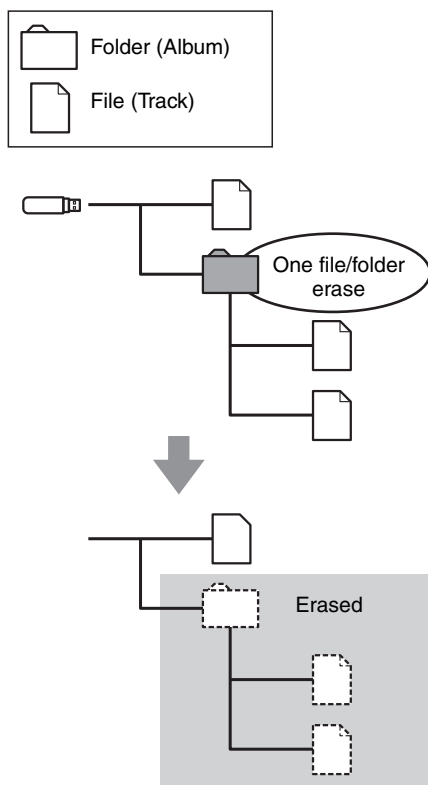 Folder (Album)
File (Track)
One file/folder
erase
Erased